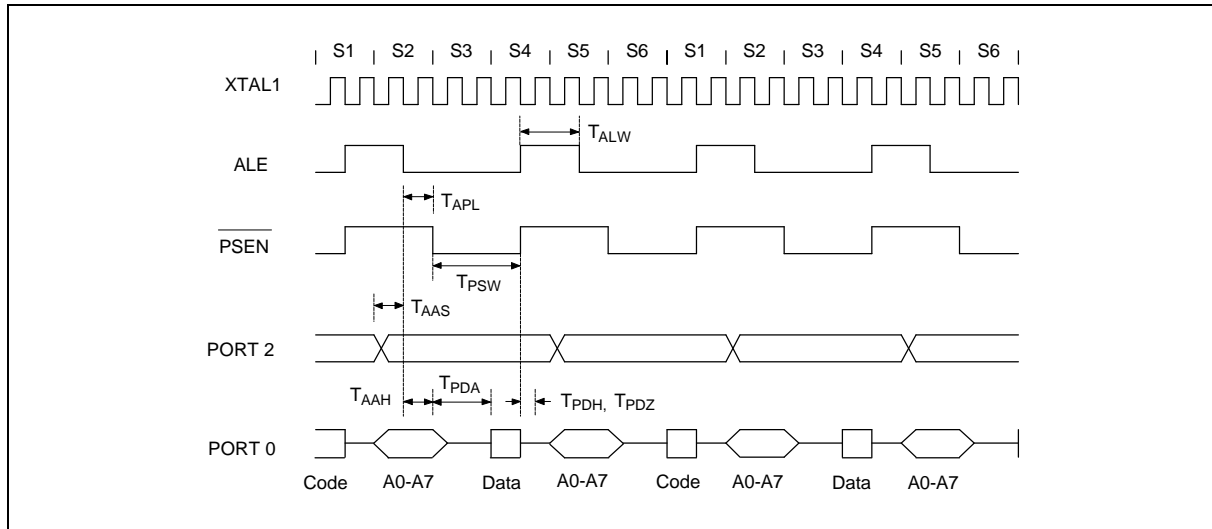 S1 S2 S3 S4 S5 S6 S1 S2 S3 S4 S5 S6
XTAL1
TALW
ALE
TAPL
PSEN
TPSW
TAAS
PORT 2
TAAH TPDA TPDH, TPDZ
PORT 0
Code A0-A7 Data A0-A7 Code A0-A7 Data A0-A7